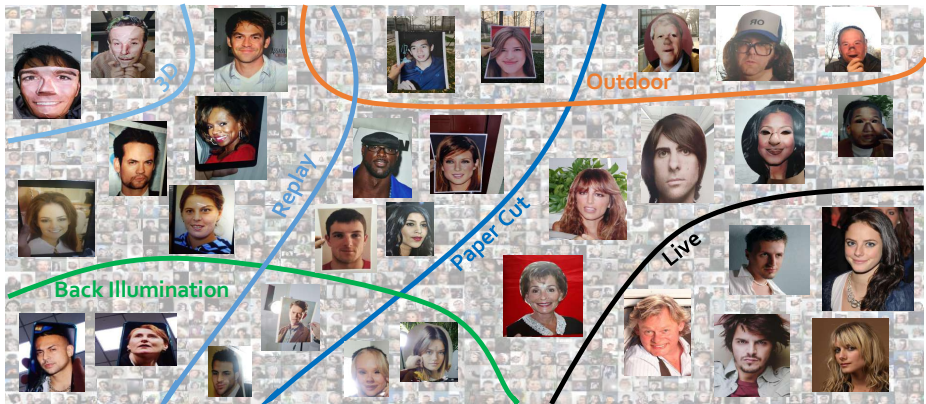 3D
Outdoor
Replay
Paper Cut
Live
Back Illumination
RO